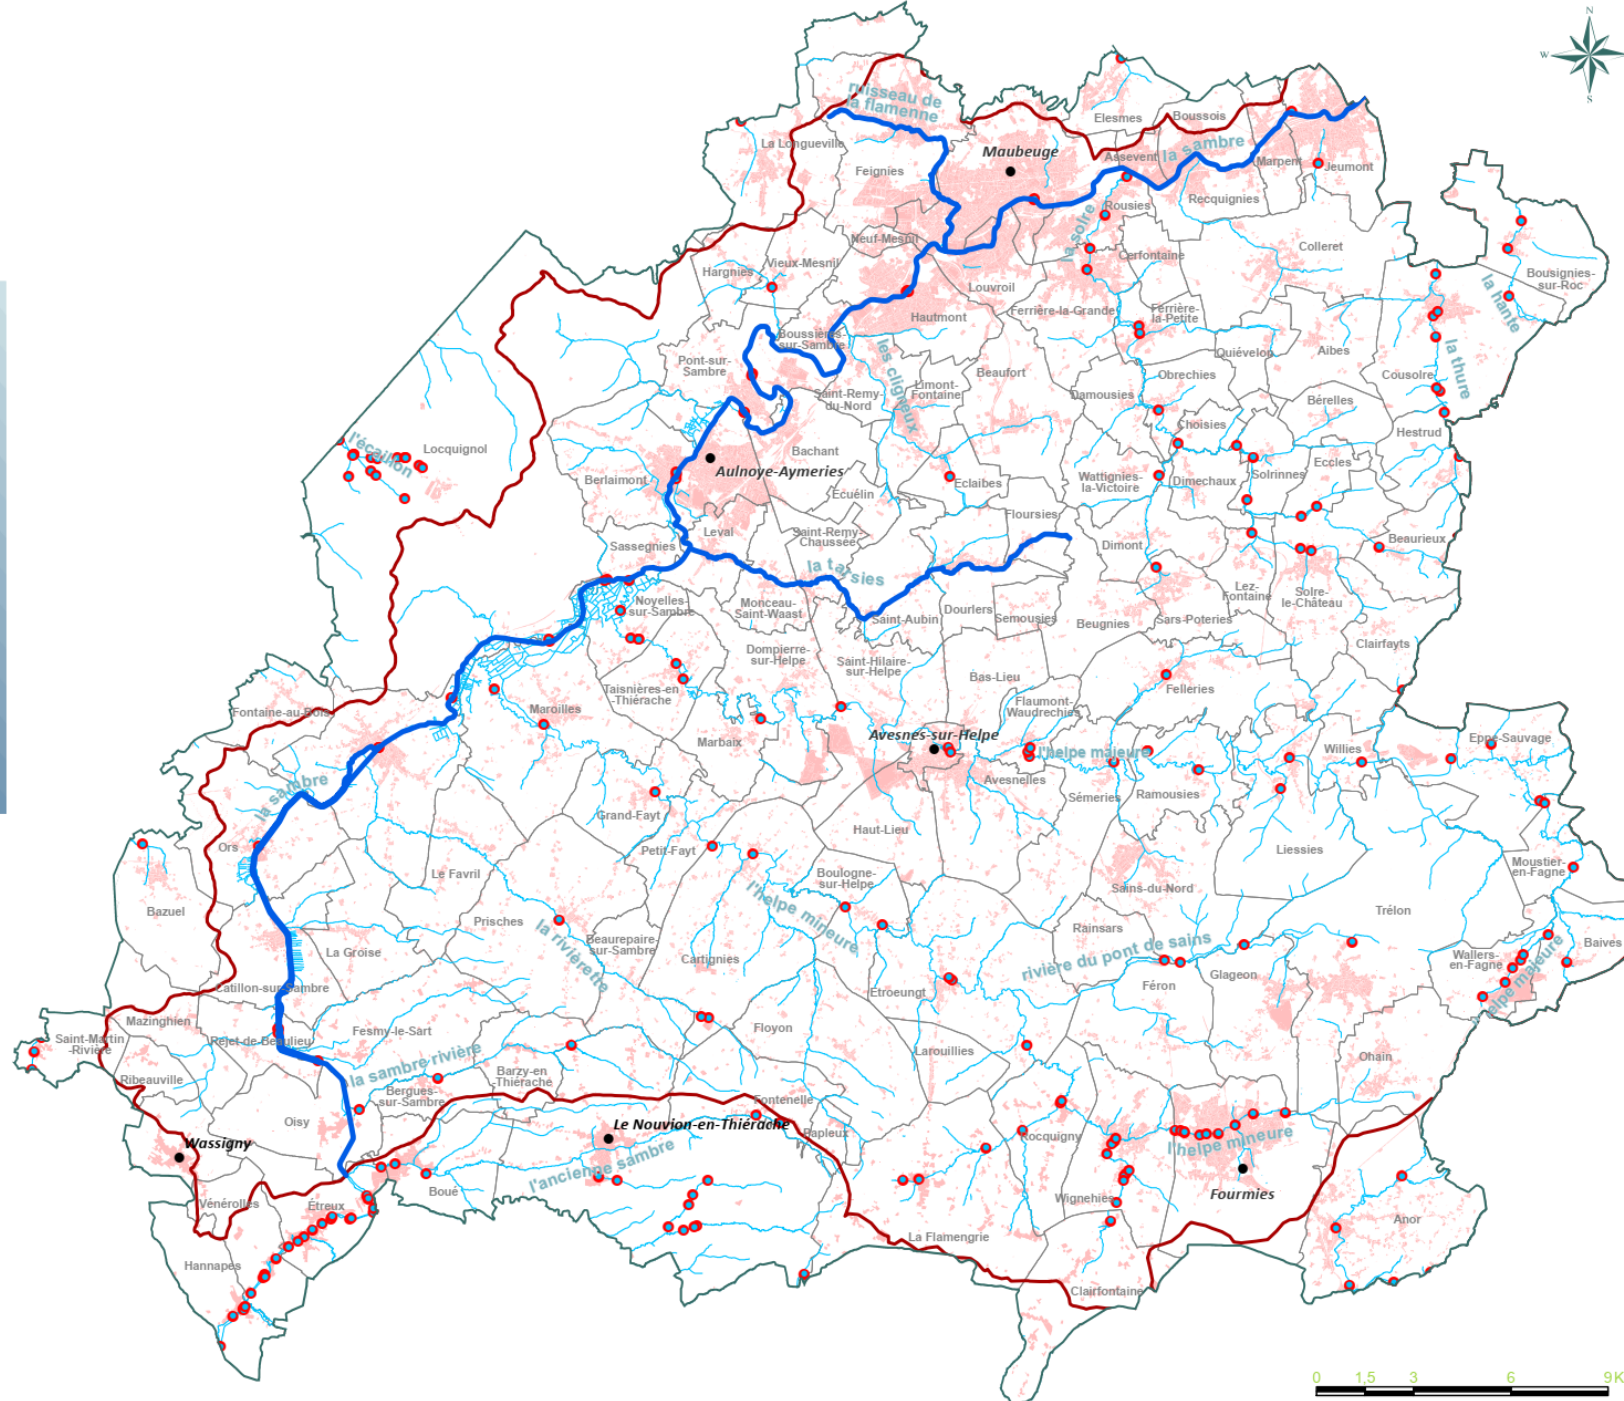 N
W
S
ruisseau de
la flamenne
La Longueville
Elesmes
Boussois
Maubeuge
Assevent
la sambre
Marpent
Jeumont
Feignies
Recquignies
Rousies
la solre
Neuf-Mesnil
Cerfontaine
Colleret
Hargnies
Vieux-Mesnil
Bousignies-
sur-Roc
la hante
Louvroil
Ferrière-la-Grande
Ferrière-
la-Petite
Hautmont
Boussières-
sur-Sambre
Quiévelon
Aibes
Pont-sur-
Sambre
les cligneux
Beaufort
Obrechies
Cousolre
la thure
Limont-
Fontaine
Saint-Remy-
du-Nord
Damousies
Bérelles
Choisies
Hestrud
l'écaillon
Locquignol
Bachant
Aulnoye-Aymeries
Berlaimont
Eclaibes
Wattignies-
la-Victoire
Dimechaux
Solrinnes
Eccles
Ecuélin
Floursies
Leval
Saint-Remy-
Chaussée
Sassegnies
Dimont
Beaurieux
la tarsies
Lez-
Fontaine
Solre-
le-Château
Noyelles-
sur-Sambre
Monceau-
Saint-Waast
Saint-Aubin
Dourlers
Semousies
Beugnies
Sars-Poteries
Clairfayts
Dompierre-
sur-Helpe
Saint-Hilaire-
sur-Helpe
Bas-Lieu
Felleries
Taisnières-en
-Thiérache
Maroilles
Flaumont-
Waudrechies
Fontaine-au-Bois
Marbaix
Avesnes-sur-Helpe
l'helpe majeure
Willies
Eppe-Sauvage
Avesnelles
Sémeries
Ramousies
la sambre
Grand-Fayt
Haut-Lieu
Ors
Petit-Fayt
Liessies
Le Favril
Boulogne-
sur-Helpe
Sains-du-Nord
Moustier-
en-Fagne
Bazuel
Prisches
l'helpe mineure
Trélon
Rainsars
la rivièrette
Beaurepaire-
sur-Sambre
La Groise
Cartignies
rivière du pont de sains
Glageon
Wallers-
en-Fagne
Baives
l'helpe majeure
Catillon-sur-Sambre
Etroeungt
Féron
Mazinghien
Fesmy-le-Sart
Floyon
Saint-Martin
-Rivière
Rejet-de-Beaulieu
Larouillies
Ohain
la sambre rivière
Ribeauville
Barzy-en
-Thiérache
Bergues-
sur-Sambre
Fontenelle
Oisy
Le Nouvion-en-Thiérache
Papleux
Rocquigny
l'helpe mineure
Wassigny
l'ancienne sambre
Boué
Fourmies
Wignehies
Vénérolles
Étreux
Anor
La Flamengrie
Hannapes
Clairfontaine
0 1,5 3 6 9K